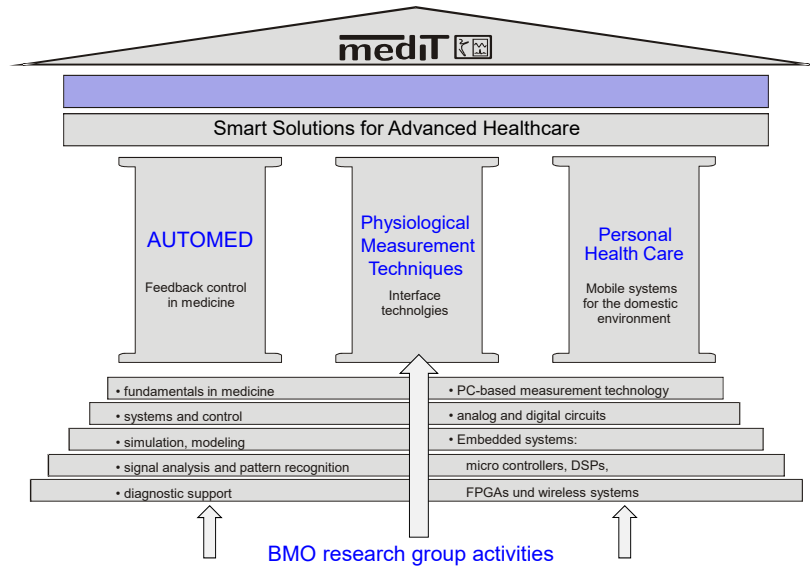 mediT
Smart Solutions for Advanced Healthcare
AUTOMED
Feedback control
in medicine
Physiological
Measurement
Techniques
Interface
technolgies
Personal
Health Care
Mobile systems
for the domestic
environment
• fundamentals in medicine
• systems and control
• simulation, modeling
• signal analysis and pattern recognition
• diagnostic support
• PC-based measurement technology
• analog and digital circuits
• Embedded systems:
micro controllers, DSPs,
FPGAs und wireless systems
BMO research group activities